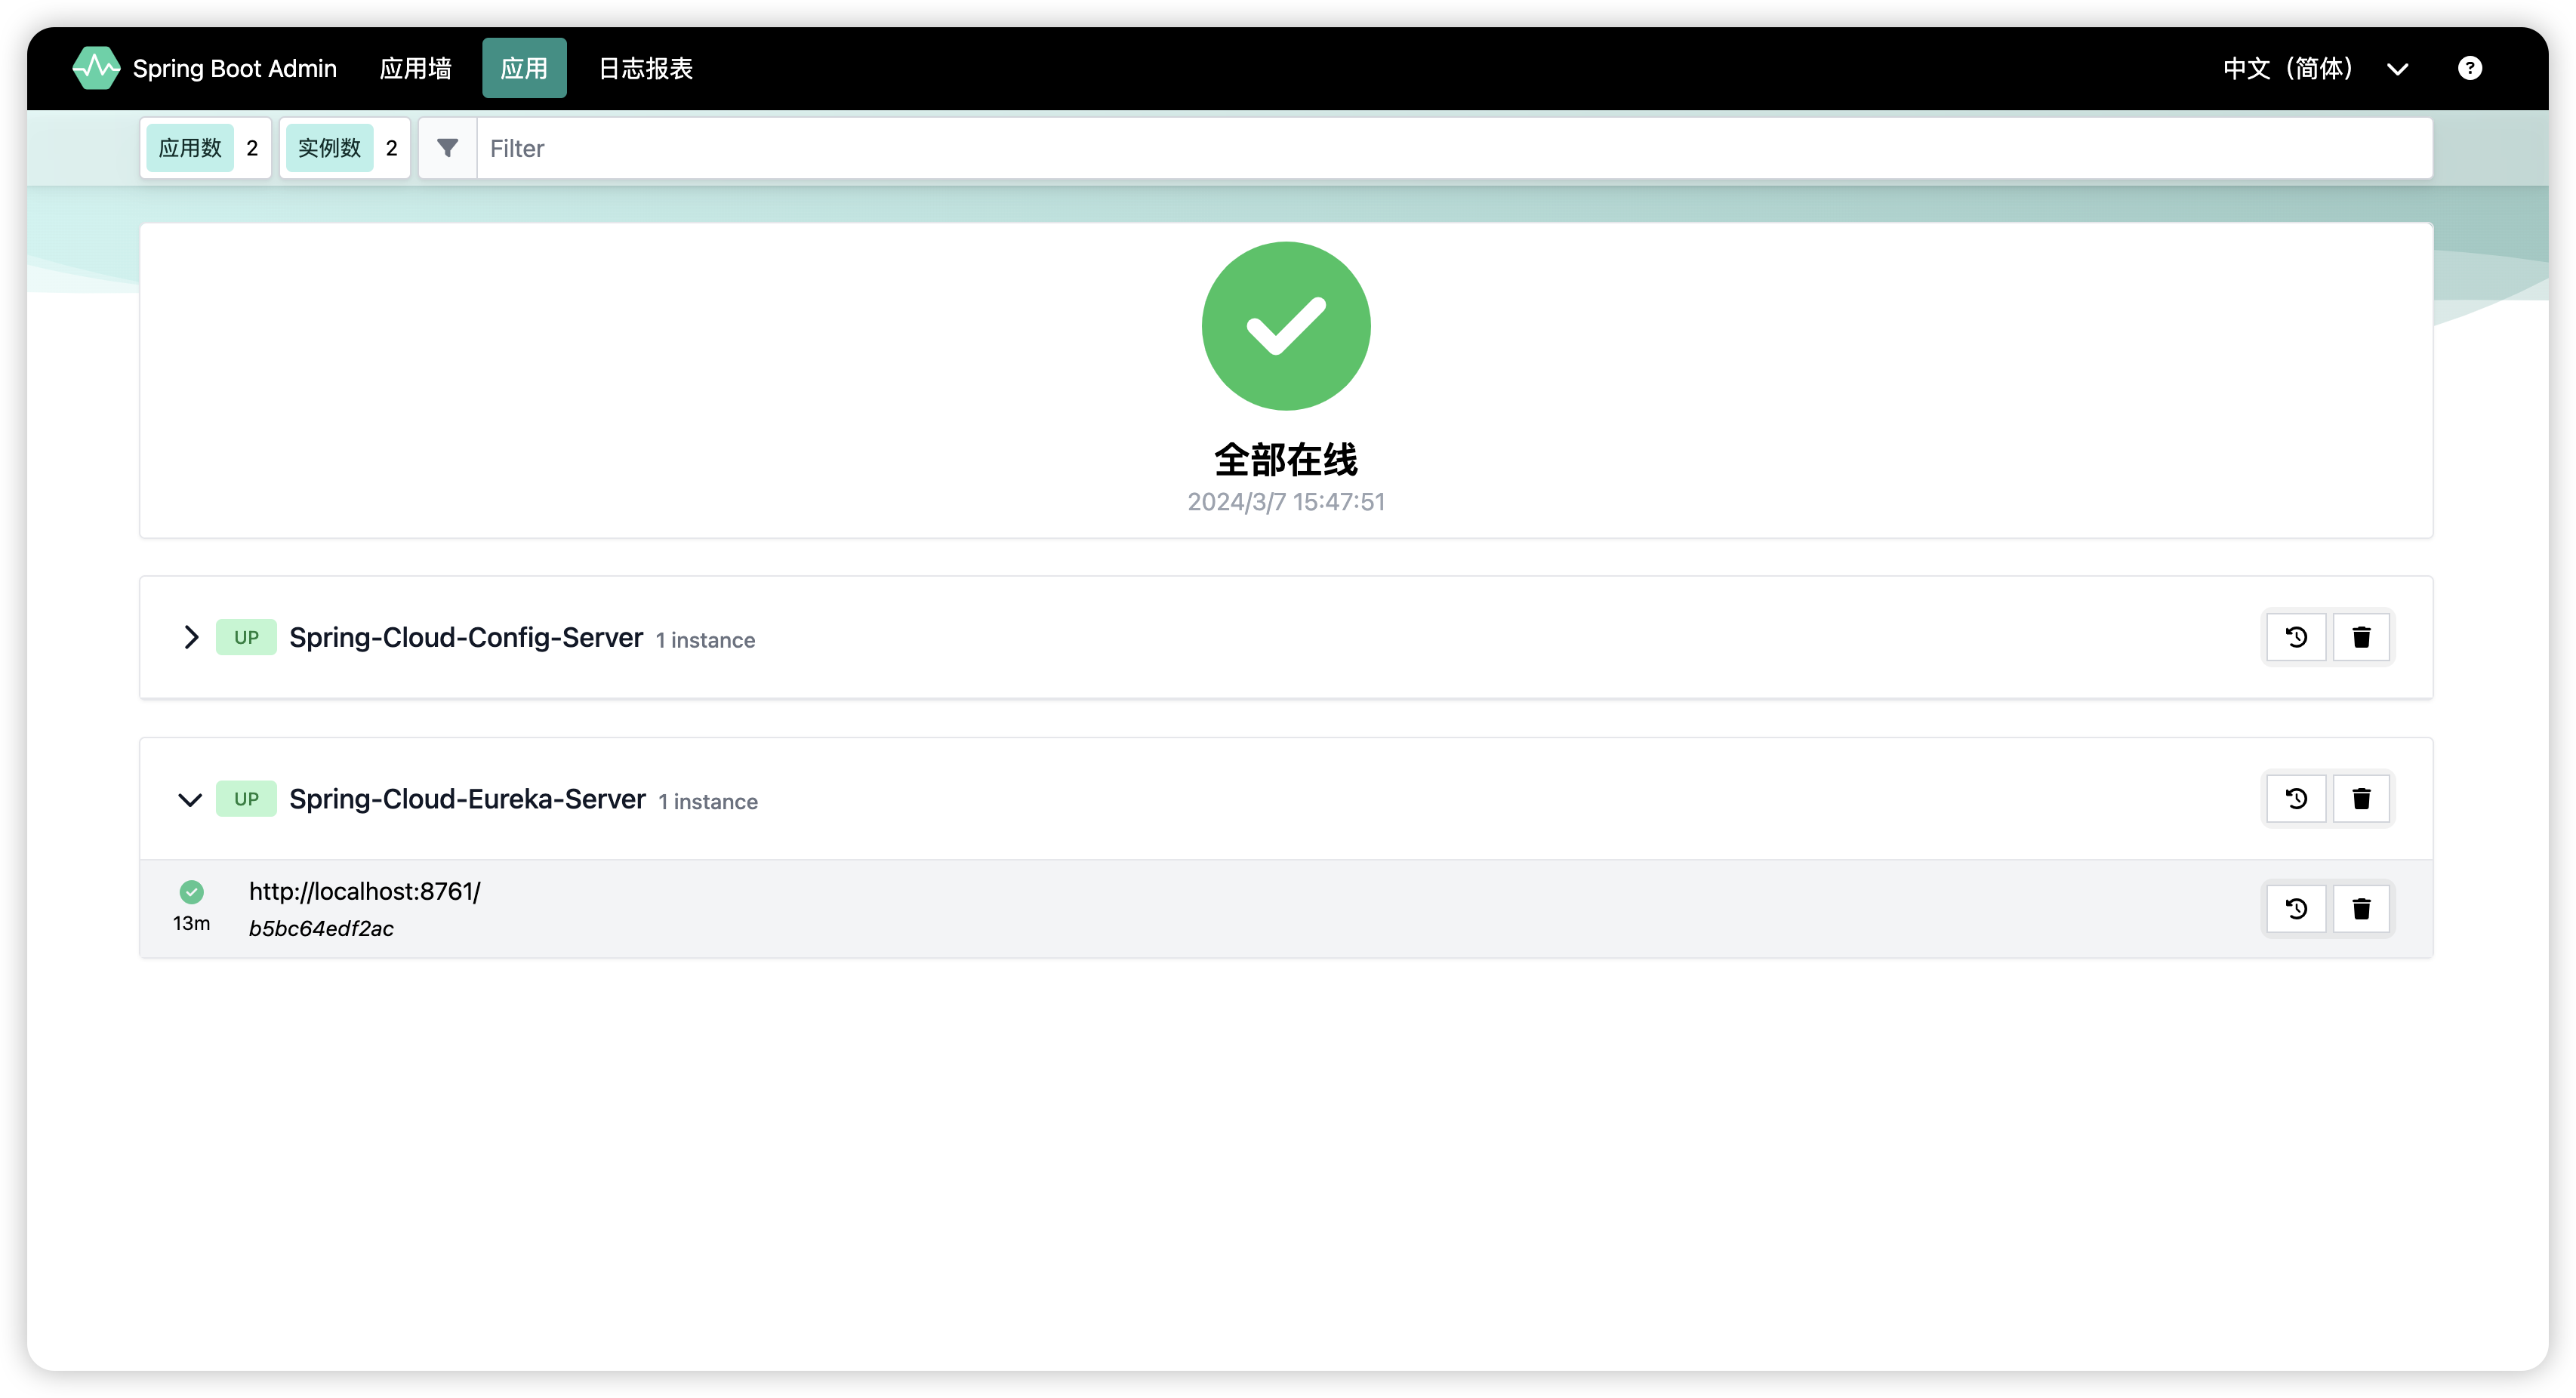 Spring Boot Admin 应用墙 应用 日志报表 中文（简体） ?
应用数 2 实例数 2 Filter
全部在线
2024/3/7 15:47:51
UP Spring-Cloud-Config-Server 1 instance
UP Spring-Cloud-Eureka-Server 1 instance
http://localhost:8761/
13m
b5bc64edf2ac